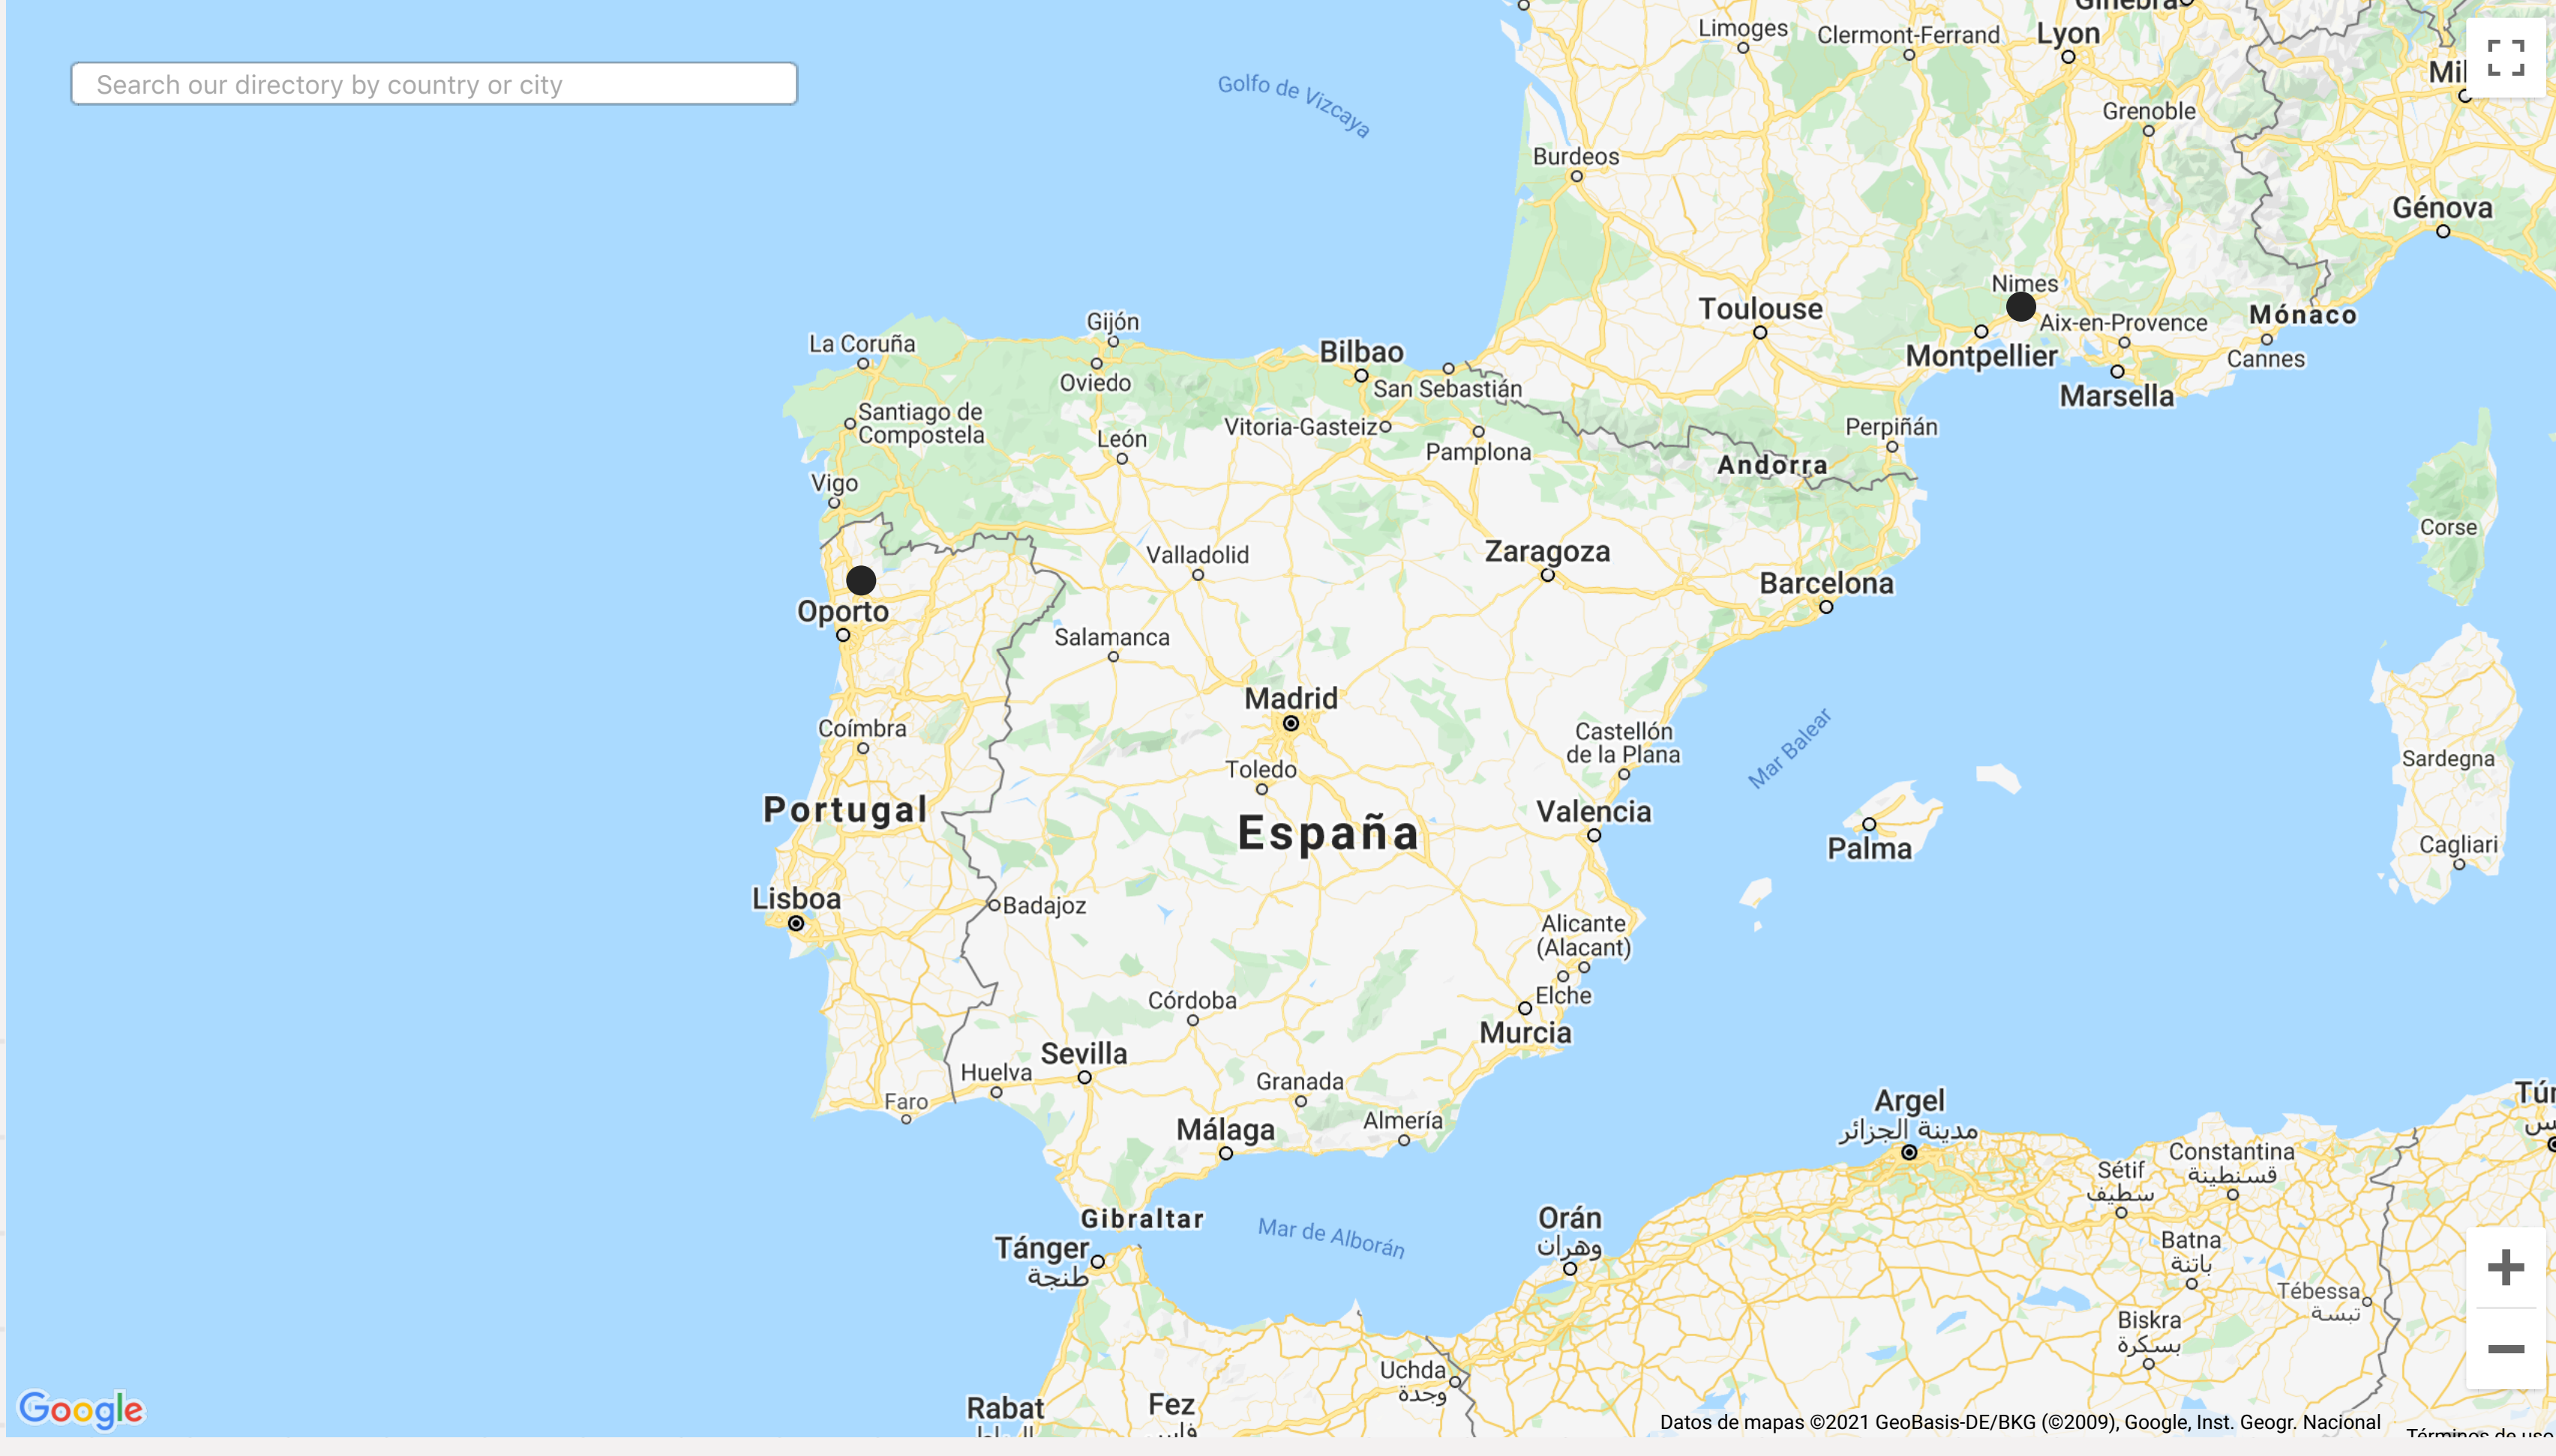 Ginebra
Limoges
Clermont-Ferrand
Lyon
Search our directory by country or city
Golfo de Vizcaya
Grenoble
Burdeos
Génova
Nimes
Toulouse
Aix-en-Provence
Mónaco
Gijón
La Coruña
Bilbao
Montpellier
Cannes
Oviedo
San Sebastián
Marsella
Santiago de
Compostela
Vitoria-Gasteiz
Perpiñán
León
Pamplona
Andorra
Vigo
Corse
Valladolid
Zaragoza
Barcelona
Oporto
Salamanca
Madrid
Coímbra
Castellón
de la Plana
Mar Balear
Sardegna
Toledo
Portugal
España
Valencia
Palma
Cagliari
Lisboa
Badajoz
Alicante
(Alacant)
Elche
Córdoba
Murcia
Sevilla
Huelva
Granada
Faro
Almería
Málaga
Argel
مدينة الجزائر
Constantina
قسنطينة
Sétif
سطيف
Gibraltar
Mar de Alborán
Orán
وهران
Tánger
طنجة
Batna
باتنة
Tébessa
تبسة
Biskra
بسكرة
Uchda
وجدة
Rabat
Fez
Google
Datos de mapas ©2021 GeoBasis-DE/BKG (©2009), Google, Inst. Geogr. Nacional
Términos de uso